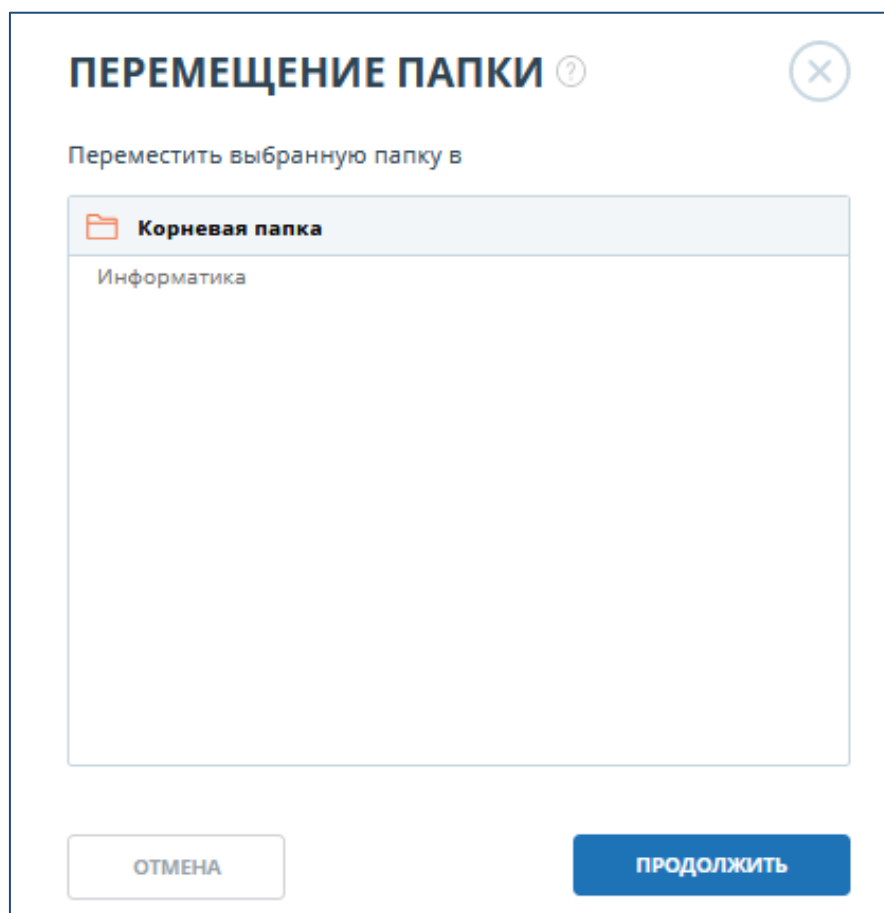 ПЕРЕМЕЩЕНИЕ ПАПКИ ?
Переместить выбранную папку в
Корневая папка
Информатика
ОТМЕНА
ПРОДОЛЖИТЬ